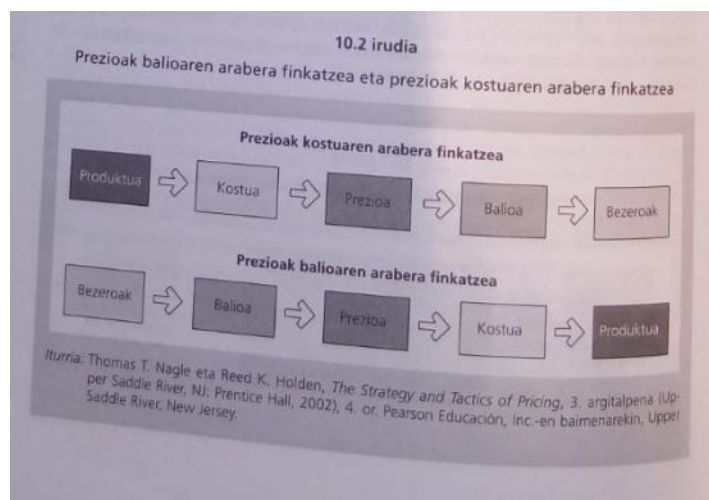 10.2 irudia
Prezioak balioaren arabera finkatzea eta prezioak kostuaren arabera finkatzea
Prezioak kostuaren arabera finkatzea
Produktua
Kostua
Prezioa
Balioa
Bezeroak
Prezioak balioaren arabera finkatzea
Bezeroak
Balioa
Prezioa
Kostua
Produktua
Iturria: Thomas T. Nagle eta Reed K. Holden, The Strategy and Tactics of Pricing, 3. argitalpena (Up-
per Saddle River, NJ: Prentice Hall, 2002), 4. or. Pearson Educación, Inc.-en baimenarekin, Upper
Saddle River, New Jersey.